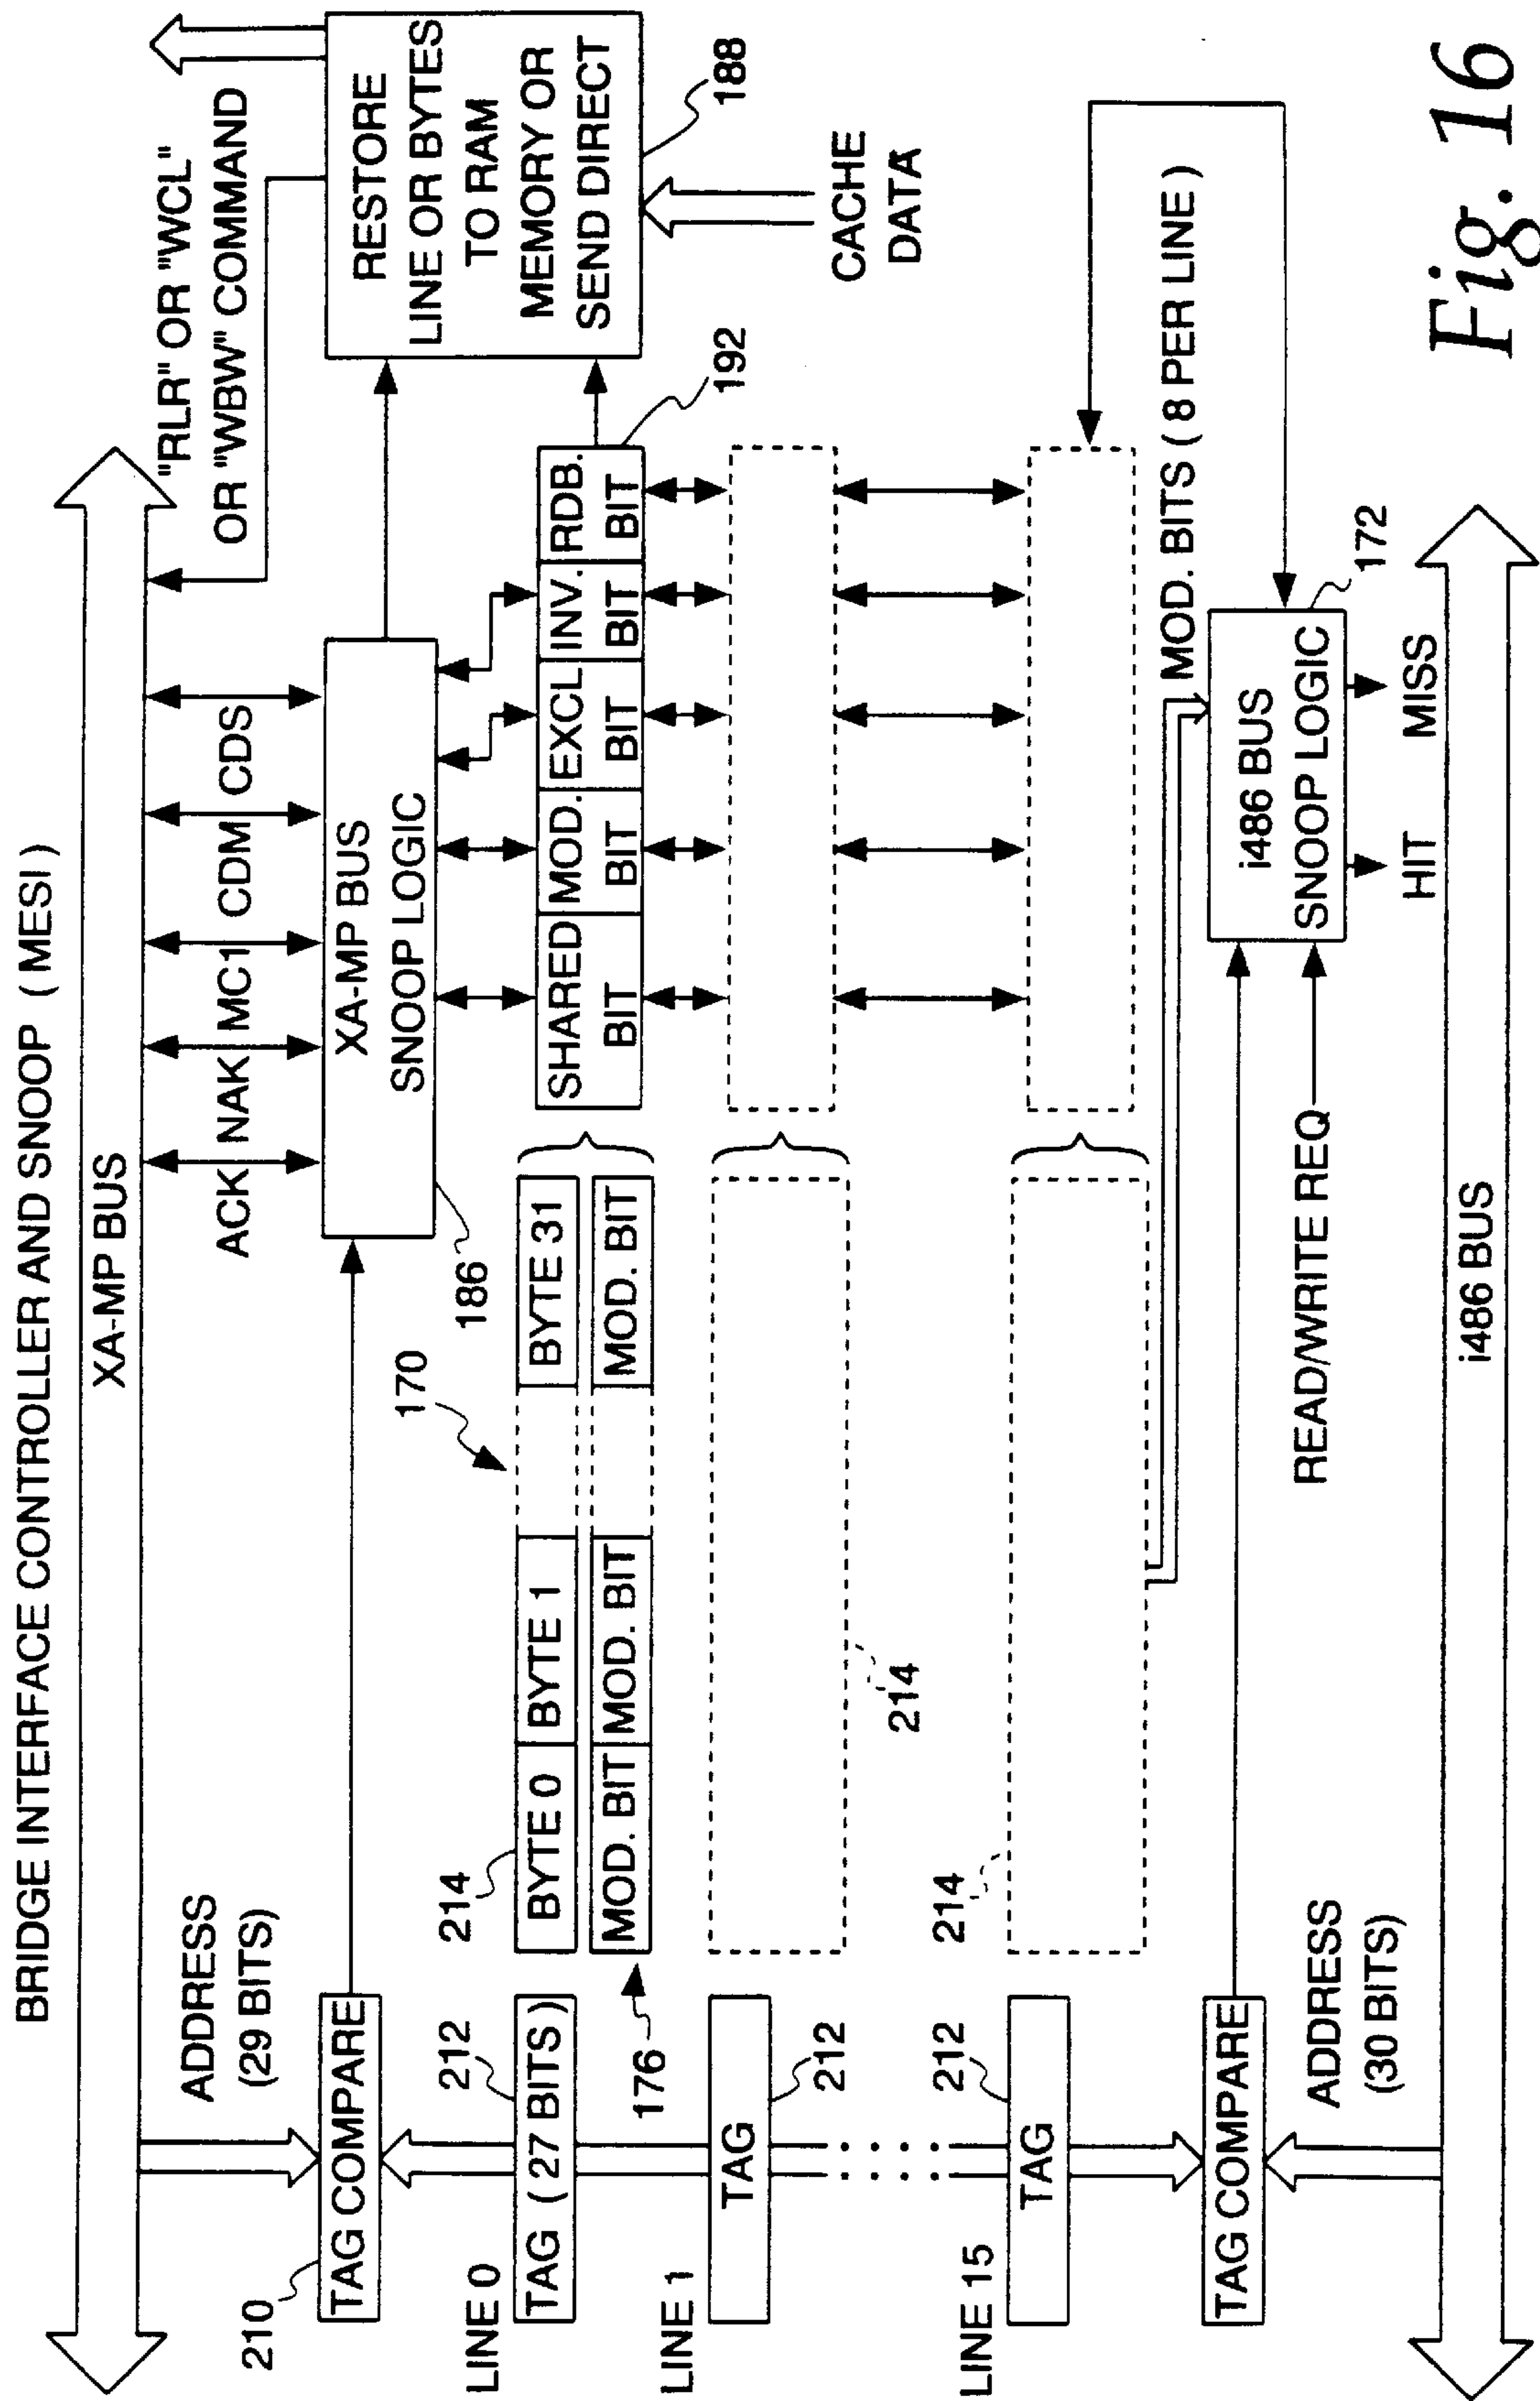 BRIDGE INTERFACE CONTROLLER AND SNOOP (MESI)
XA-MP BUS
ADDRESS
(29 BITS)
ACK
NAK
MC1
CDM
CDS
"RLR" OR "WCL"
OR "WBW" COMMAND
210
TAG COMPARE
186
XA-MP BUS
SNOOP LOGIC
RESTORE
LINE OR BYTES
TO RAM
MEMORY OR
SEND DIRECT
188
CACHE
DATA
170
LINE 0
212
TAG (27 BITS)
214
BYTE 0
BYTE 1
BYTE 31
MOD. BIT
MOD. BIT
MOD. BIT
176
SHARED
BIT
MOD.
BIT
EXCL
BIT
INV.
BIT
RDB.
BIT
192
LINE 1
TAG
212
214
LINE 15
212
TAG
214
MOD. BITS (8 PER LINE)
TAG COMPARE
ADDRESS
(30 BITS)
READ/WRITE REQ
i486 BUS
SNOOP LOGIC
172
HIT
MISS
i486 BUS
Fig. 16